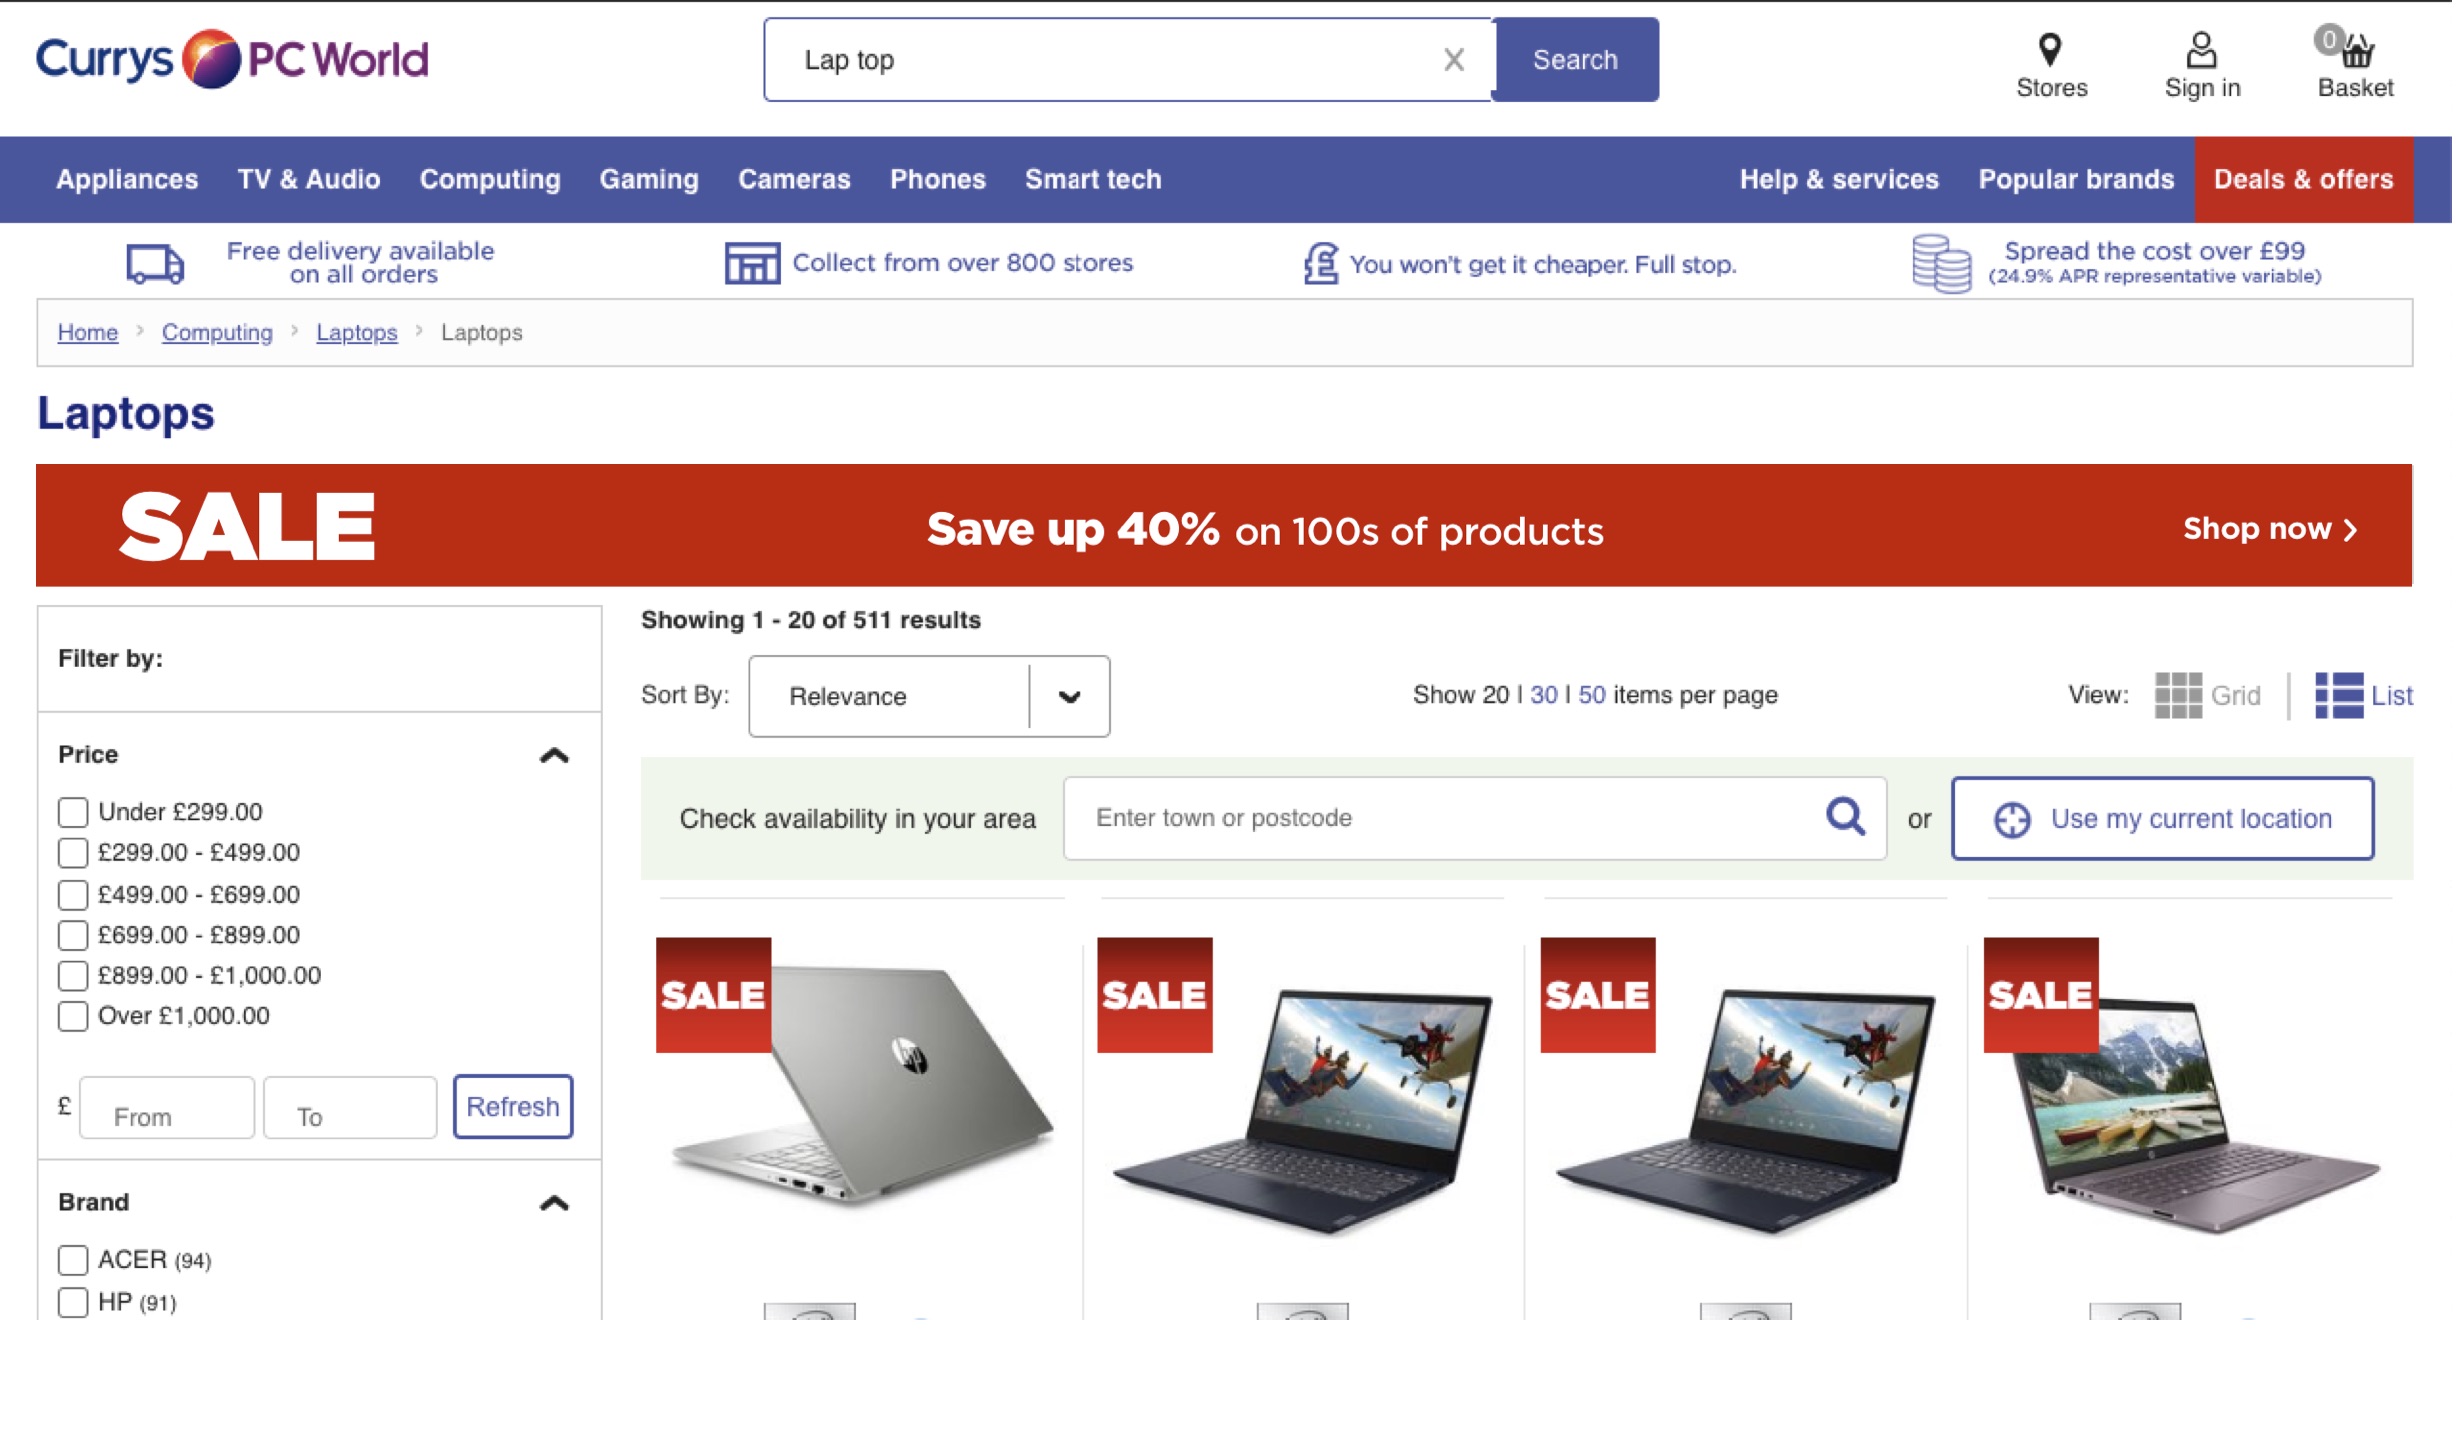 Currys PC World
Lap top
X
Search
Stores
Sign in
0
Basket
Appliances
TV & Audio
Computing
Gaming
Cameras
Phones
Smart tech
Help & services
Popular brands
Deals & offers
Free delivery available
on all orders
Collect from over 800 stores
You won't get it cheaper. Full stop.
Spread the cost over £99
(24.9% APR representative variable)
Home > Computing > Laptops > Laptops
Laptops
SALE
Save up 40% on 100s of products
Shop now >
Filter by:
Price
Under £299.00
£299.00 - £499.00
£499.00 - £699.00
£699.00 - £899.00
£899.00 - £1,000.00
Over £1,000.00
£
From
To
Refresh
Brand
ACER (94)
HP (91)
Showing 1 - 20 of 511 results
Sort By:
Relevance
Show 20 | 30 | 50 items per page
View:
Grid
|
List
Check availability in your area
Enter town or postcode
or
Use my current location
SALE
hp
SALE
SALE
SALE